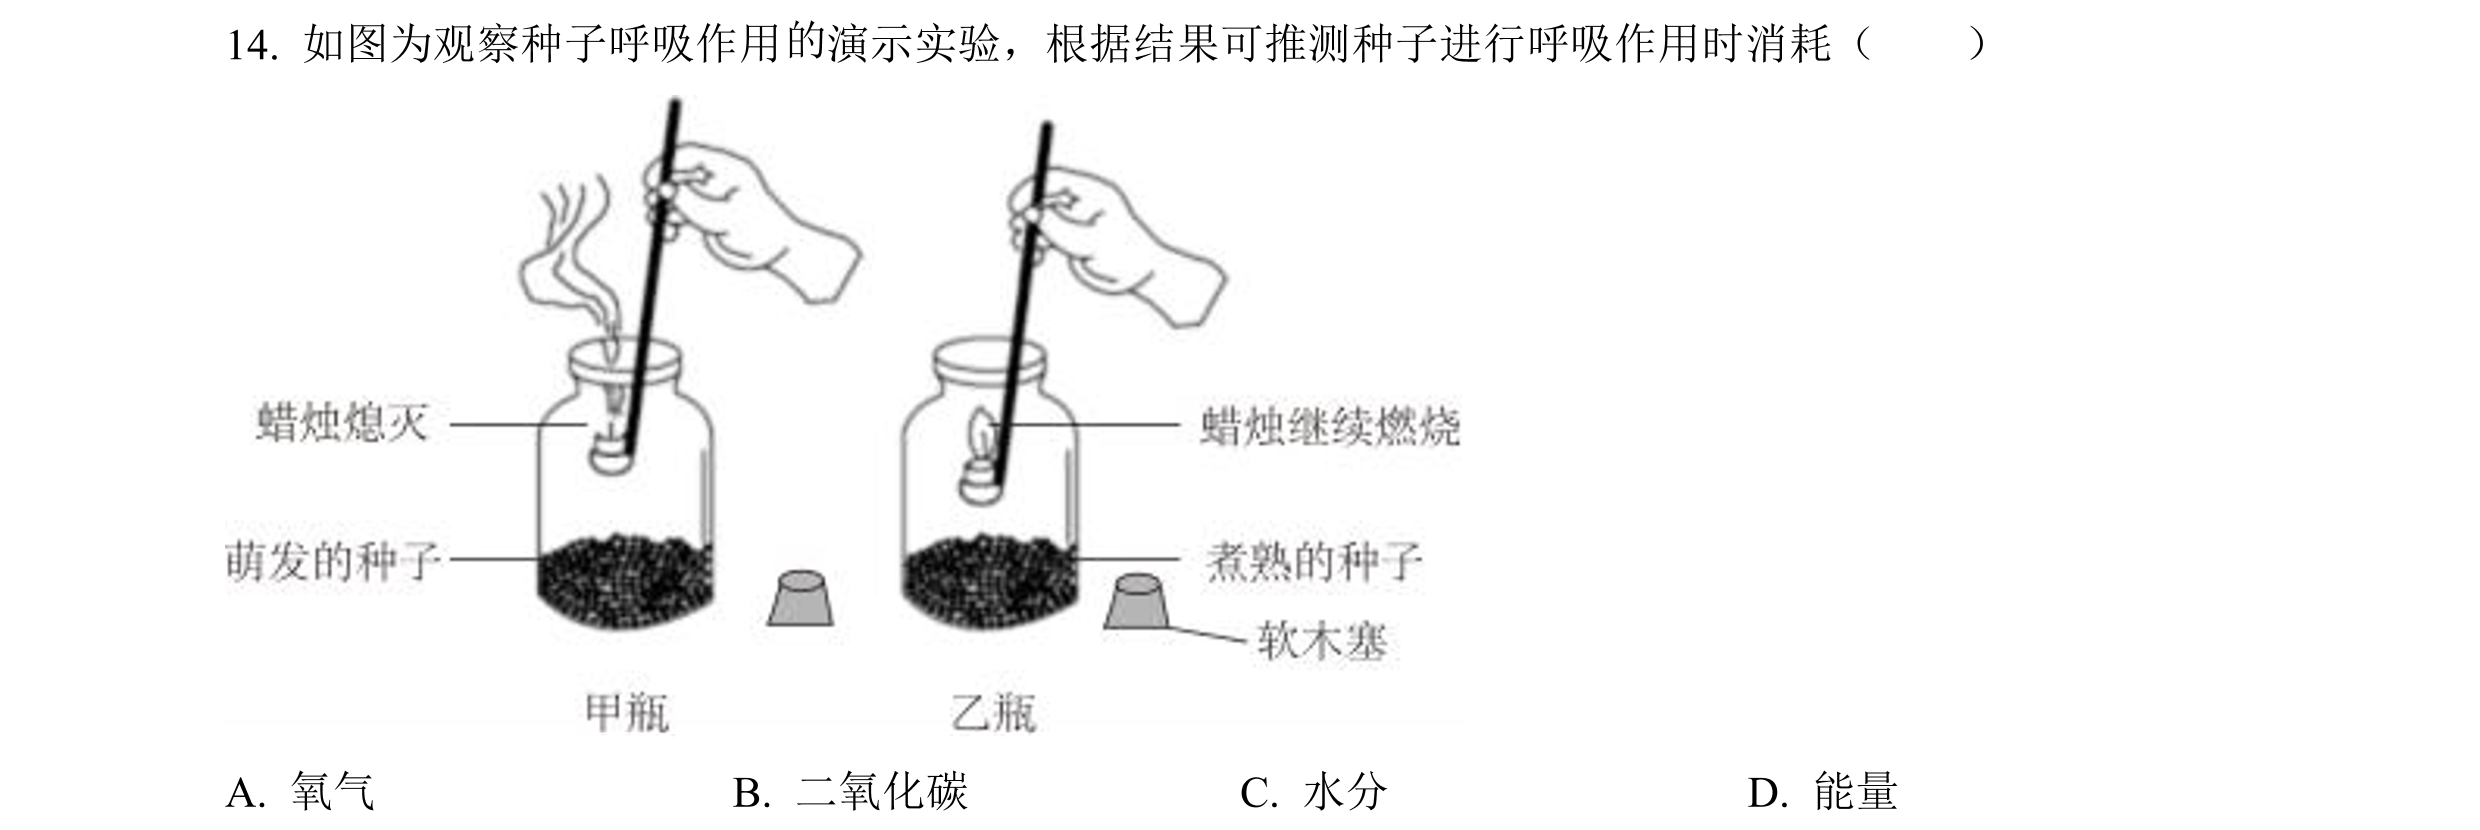 14. 如图为观察种子呼吸作用的演示实验，根据结果可推测种子进行呼吸作用时消耗（　　）
蜡烛熄灭
蜡烛继续燃烧
萌发的种子
煮熟的种子
软木塞
甲瓶
乙瓶
A. 氧气
B. 二氧化碳
C. 水分
D. 能量